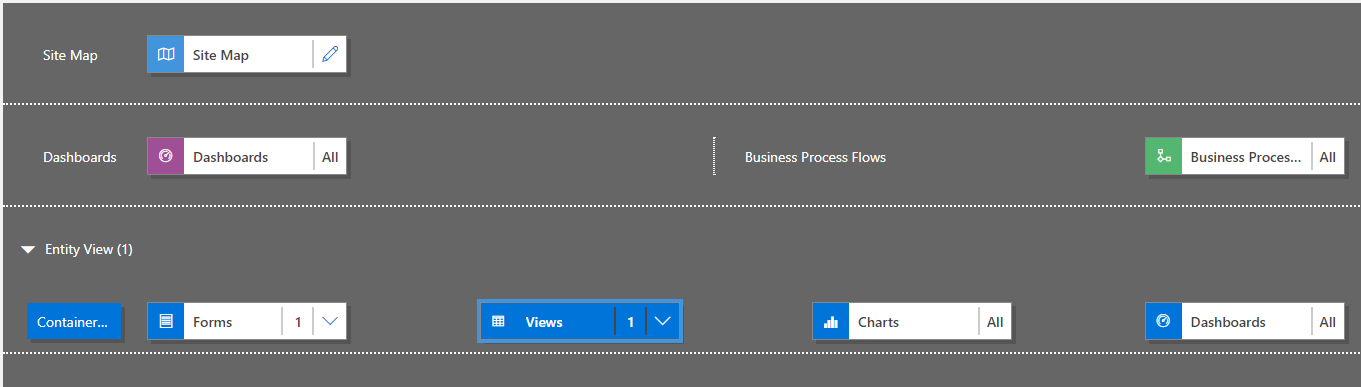 Site Map
Site Map
Dashboards
Dashboards All
Business Process Flows
Business Proces... All
Entity View (1)
Container...
Forms 1
Views 1
Charts All
Dashboards All